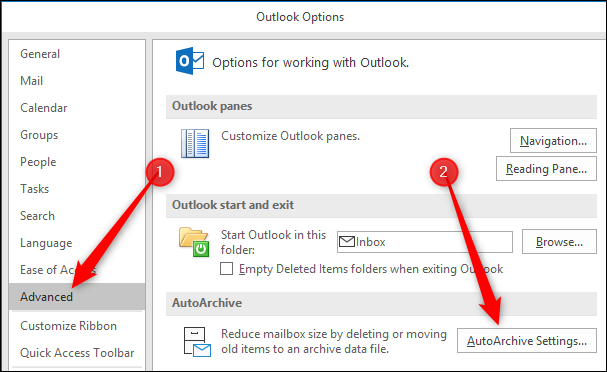 Outlook Options
General
Mail
Calendar
Groups
People
Tasks
Search
Language
Ease of Access
Advanced
Customize Ribbon
Quick Access Toolbar
1
Options for working with Outlook.
Outlook panes
Customize Outlook panes.
Navigation...
Reading Pane...
2
Outlook start and exit
Start Outlook in this
folder:
Inbox
Browse...
Empty Deleted Items folders when exiting Outlook
AutoArchive
Reduce mailbox size by deleting or moving
old items to an archive data file.
AutoArchive Settings...